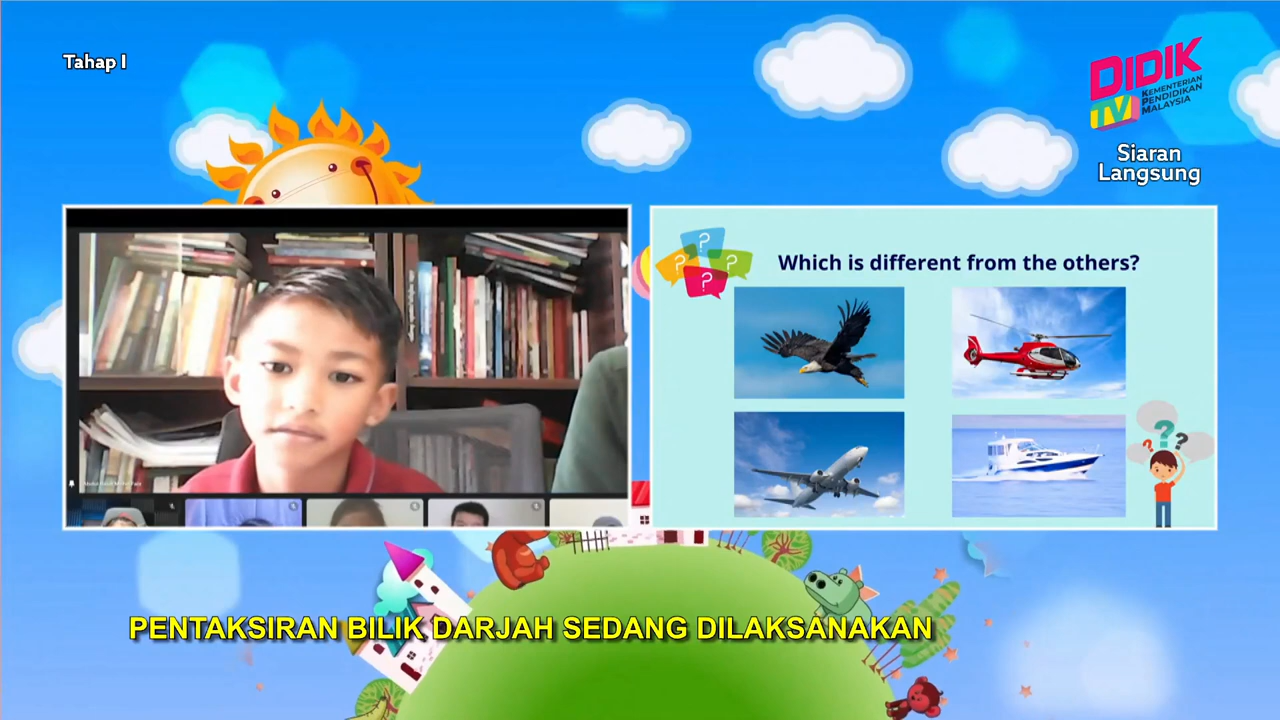 Tahap I
DIDIK
TV
KEMENTERIAN
PENDIDIKAN
MALAYSIA
Siaran
Langsung
Which is different from the others?
PENTAKSIRAN BILIK DARJAH SEDANG DILAKSANAKAN